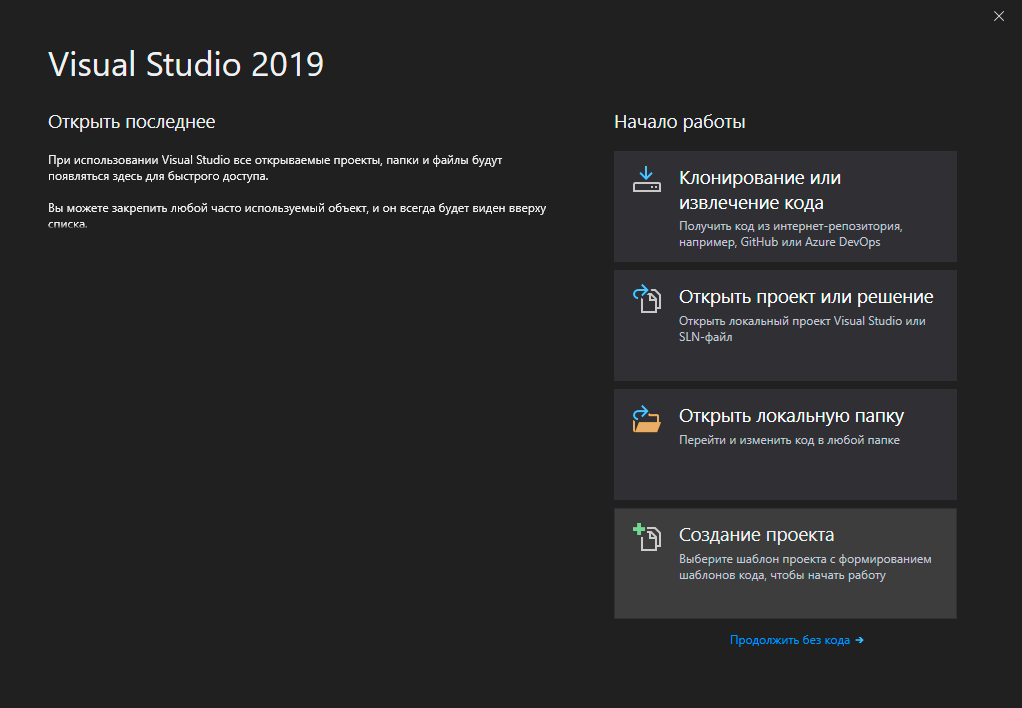 Visual Studio 2019
Открыть последнее
При использовании Visual Studio все открываемые проекты, папки и файлы будут
появляться здесь для быстрого доступа.
Вы можете закрепить любой часто используемый объект, и он всегда будет виден вверху
списка.
Начало работы
Клонирование или
извлечение кода
Получить код из интернет-репозитория,
например, GitHub или Azure DevOps
Открыть проект или решение
Открыть локальный проект Visual Studio или
SLN-файл
Открыть локальную папку
Перейти и изменить код в любой папке
Создание проекта
Выберите шаблон проекта с формированием
шаблонов кода, чтобы начать работу
Продолжить без кода →